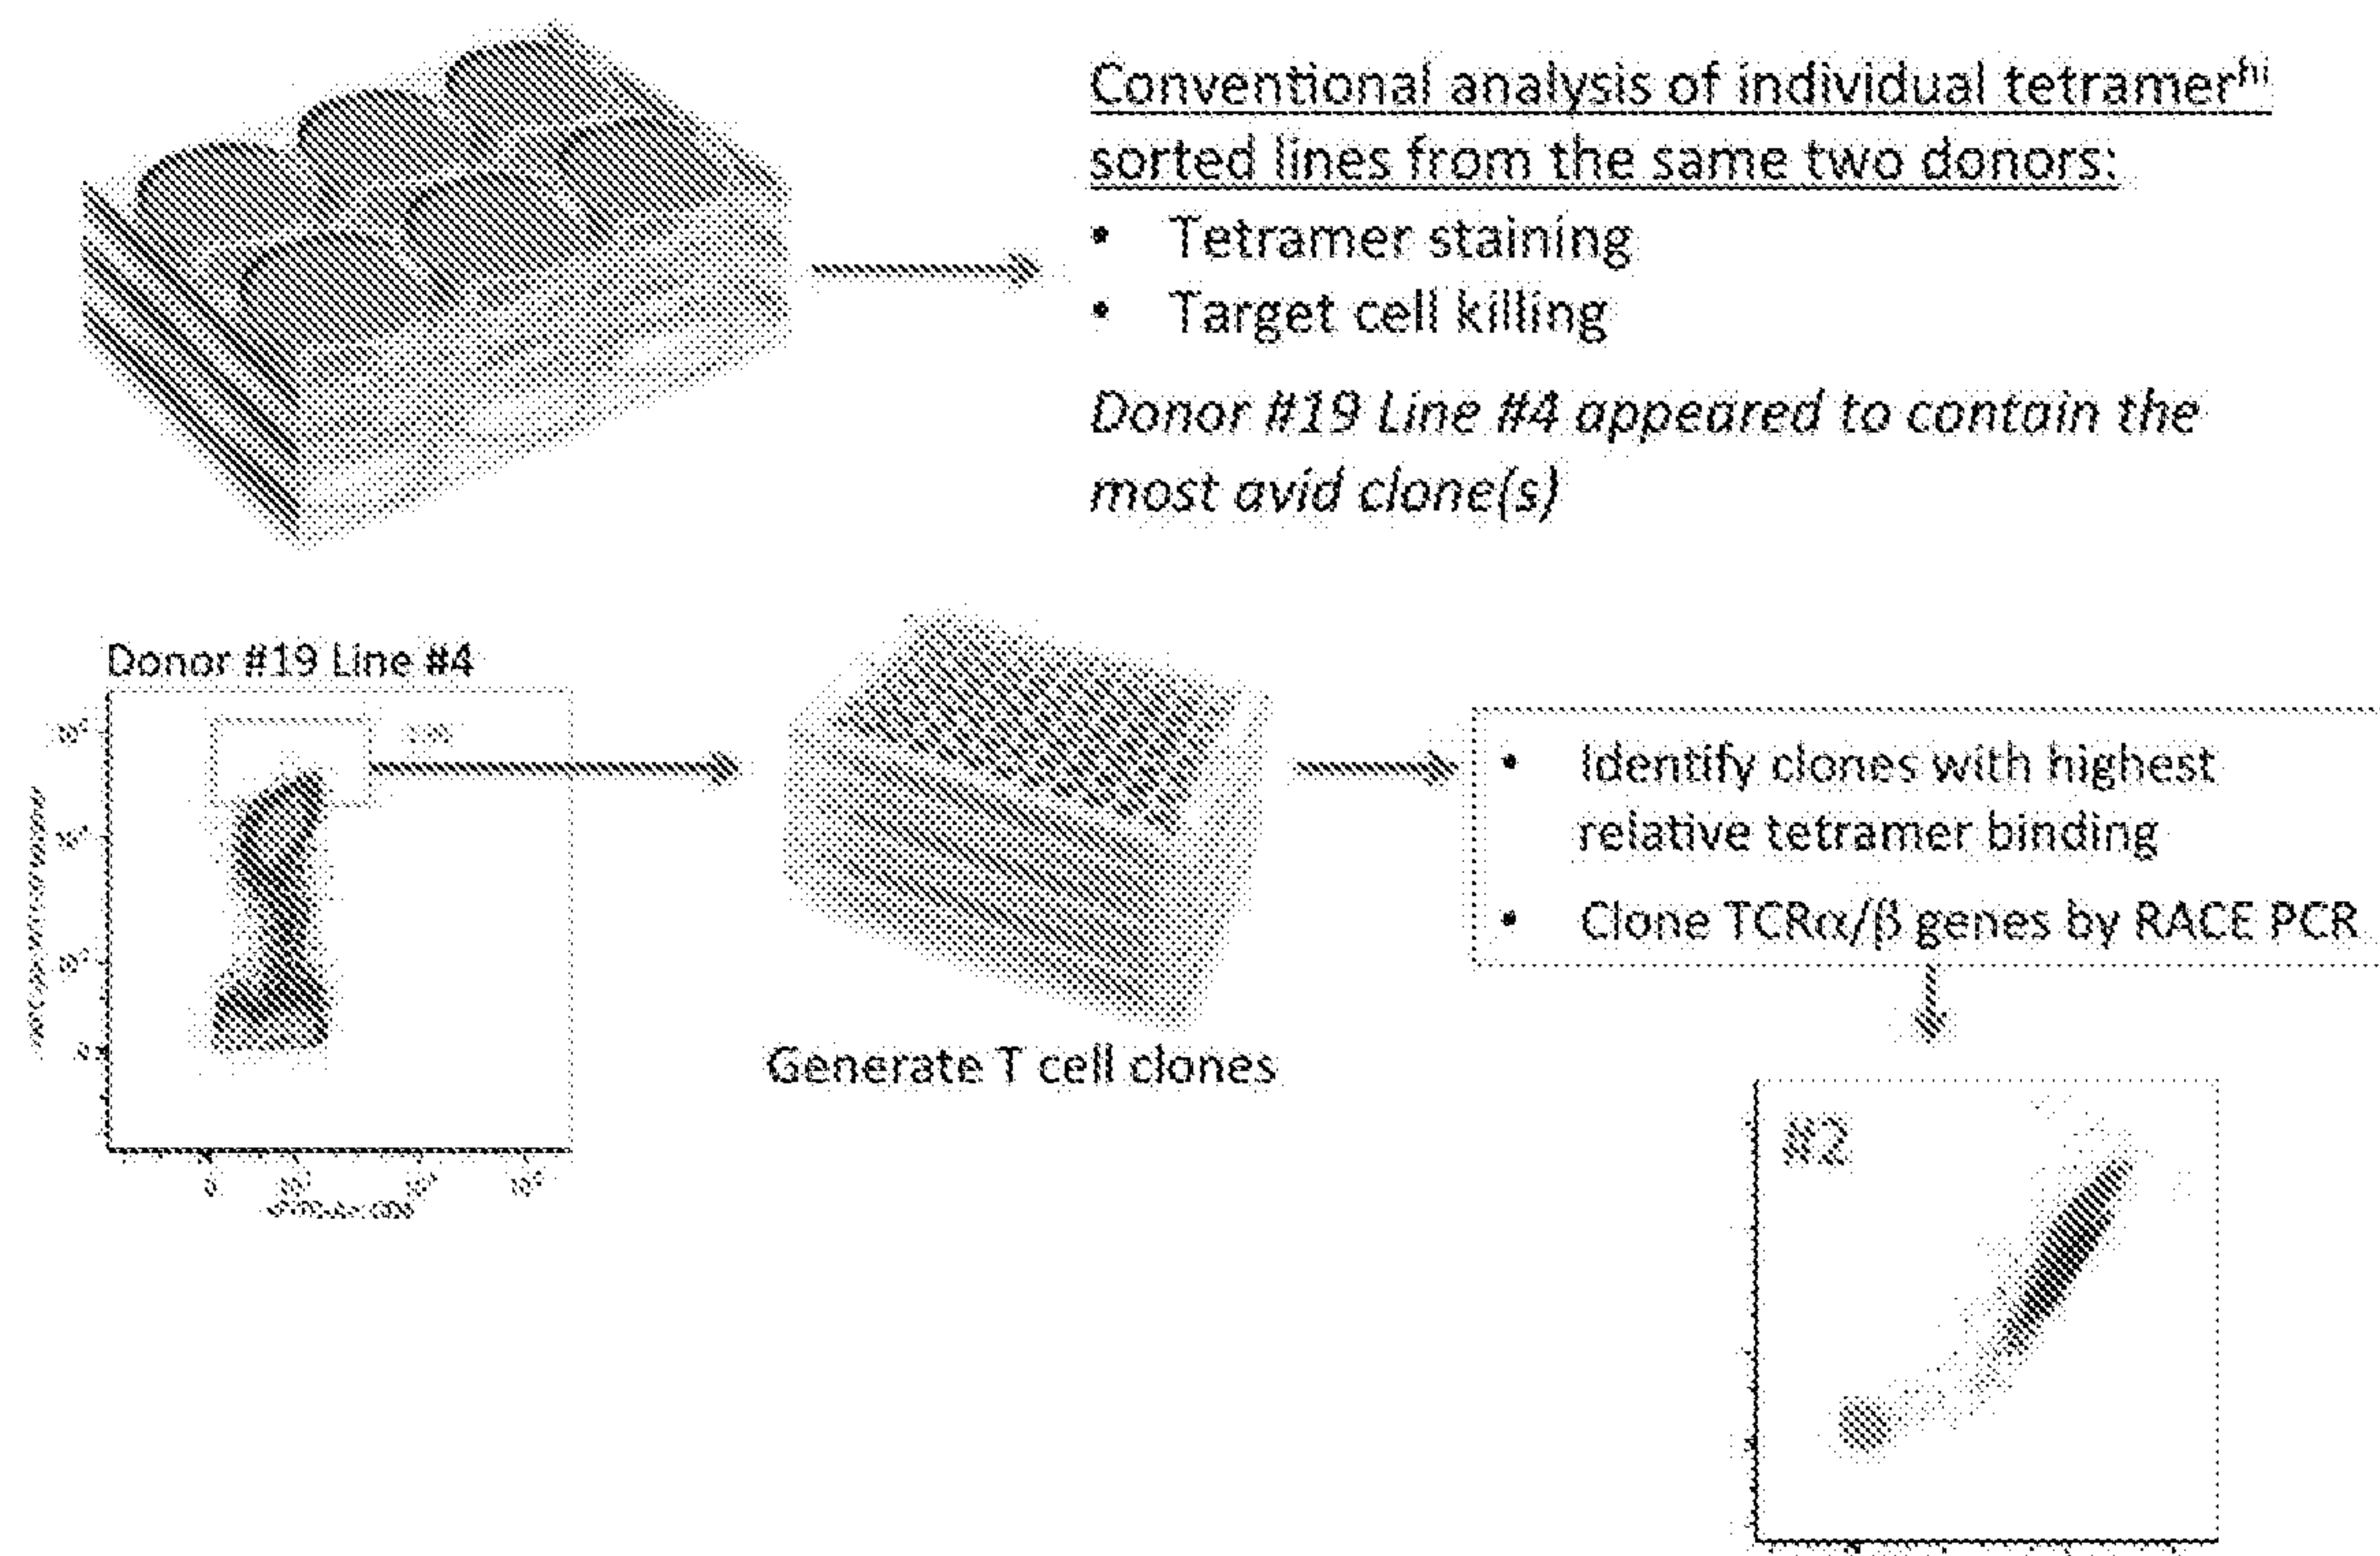 Conventional analysis of individual tetramerhi
sorted lines from the same two donors:
• Tetramer staining
• Target cell killing
Donor #19 Line #4 appeared to contain the
most avid clone(s)
Donor #19 Line #4
Generate T cell clones
• Identify clones with highest
relative tetramer binding
• Clone TCRα/β genes by RACE PCR
#2